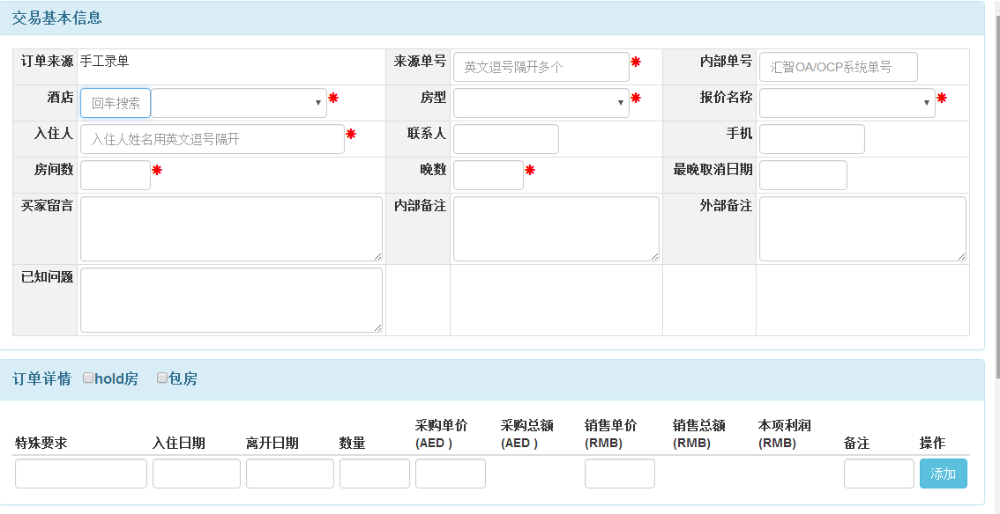 交易基本信息
订单来源 手工录单 来源单号 英文逗号隔开多个 * 内部单号 汇智OA/OCP系统单号
酒店 回车搜索 * 房型 * 报价名称 *
入住人 入住人姓名用英文逗号隔开 * 联系人 手机
房间数 * 晚数 * 最晚取消日期
买家留言 内部备注 外部备注
已知问题
订单详情 hold房 包房
特殊要求 入住日期 离开日期 数量 采购单价 (AED ) 采购总额 (AED ) 销售单价 (RMB) 销售总额 (RMB) 本项利润 (RMB) 备注 操作
添加